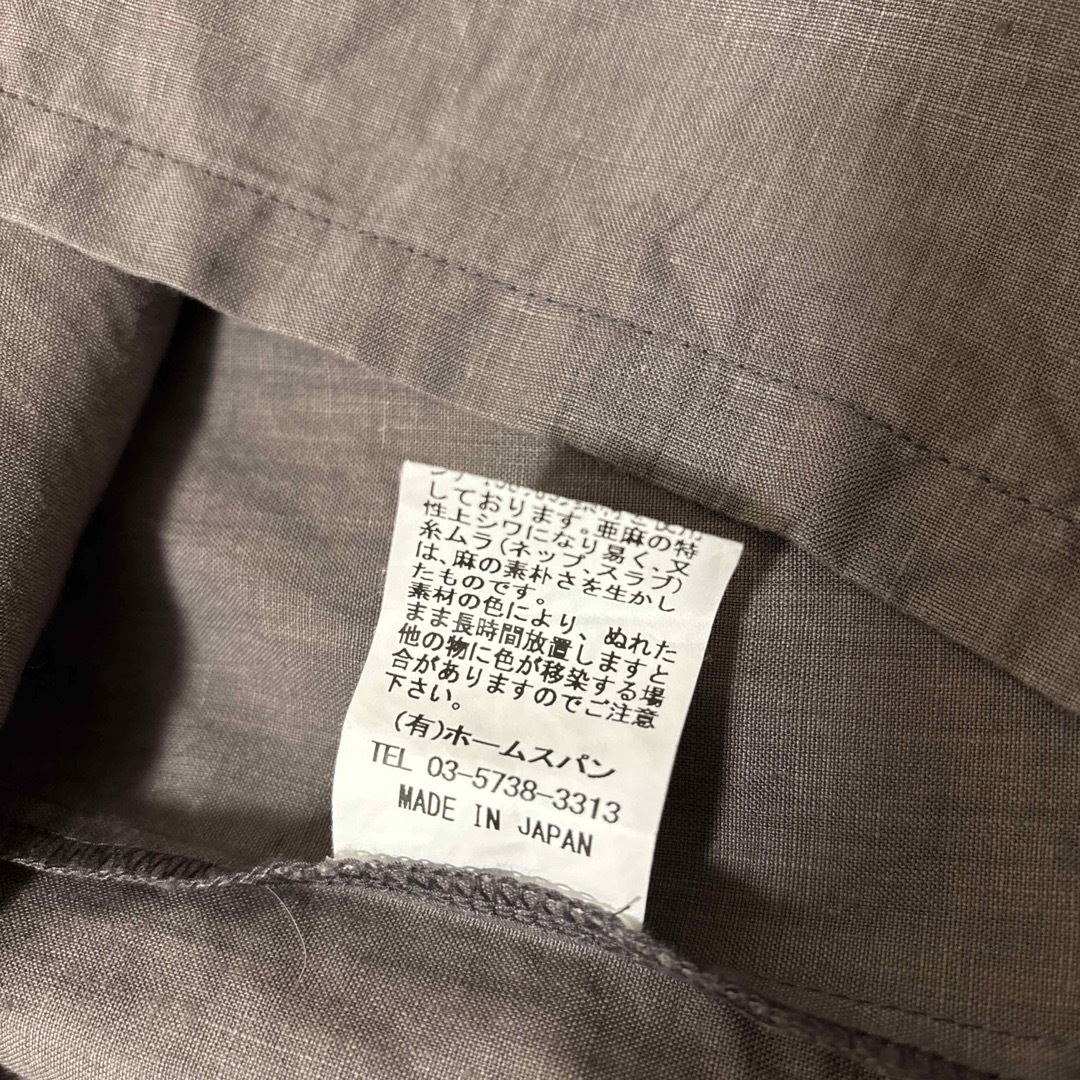 しております。亜麻の特
性上シワになり易く、又
糸ムラ(ネップ、スラブ)
は、麻の素朴さを生かし
たものです。
素材の色により、ぬれた
まま長時間放置しますと
他の物に色が移染する場
合がありますのでご注意
下さい。
(有)ホームスパン
TEL 03-5738-3313
MADE IN JAPAN